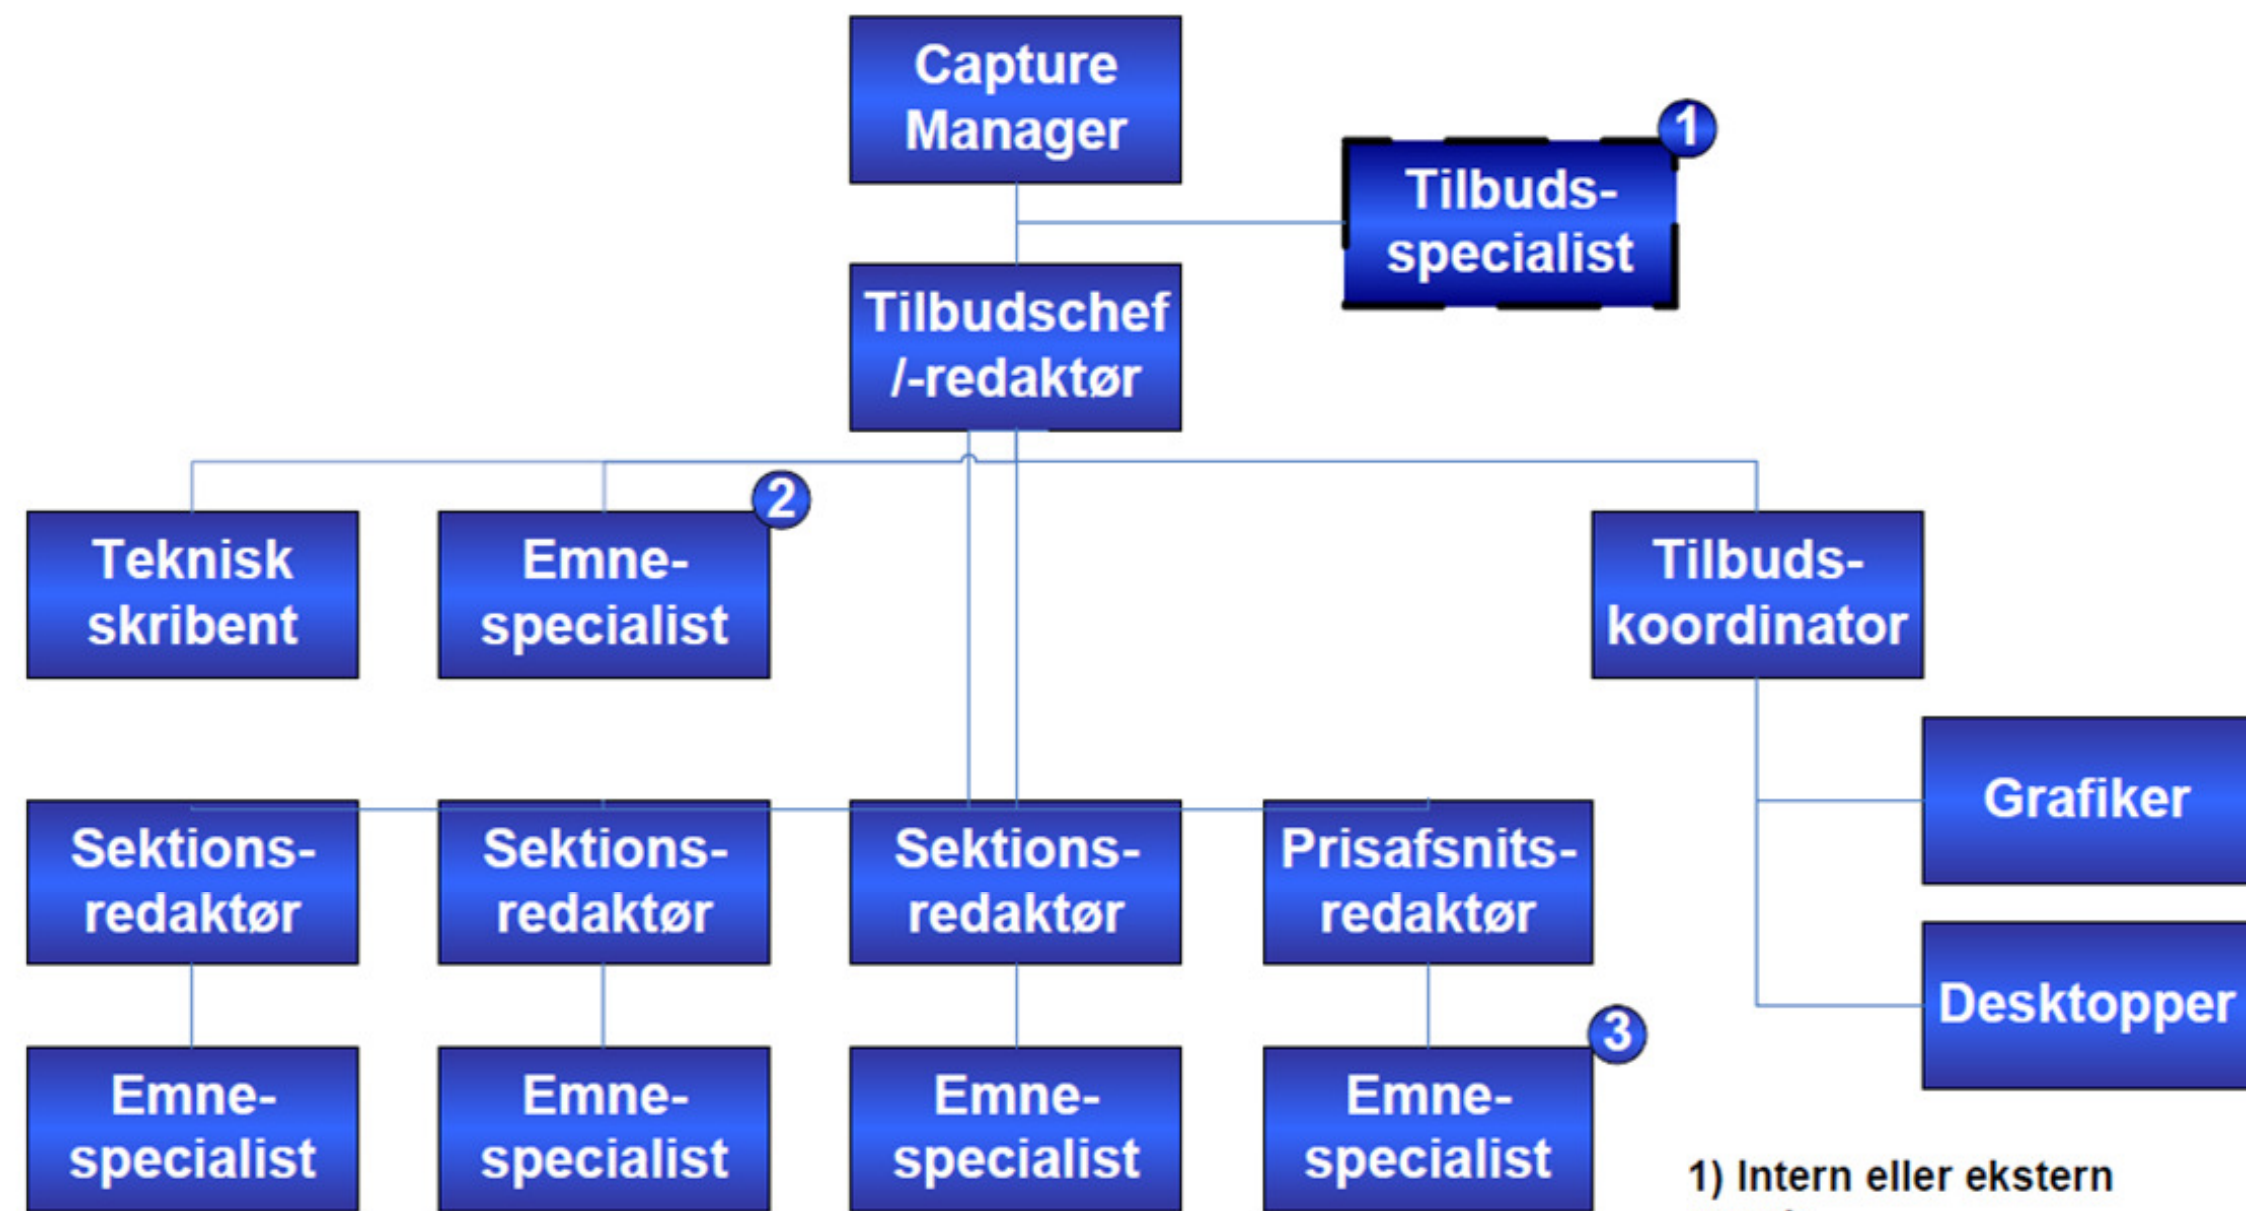 Capture
Manager
1
Tilbuds-
specialist
Tilbudschef
/-redaktør
2
Teknisk
skribent
Emne-
specialist
Tilbuds-
koordinator
Grafiker
Sektions-
redaktør
Sektions-
redaktør
Sektions-
redaktør
Prisafsnits-
redaktør
Desktopper
3
Emne-
specialist
Emne-
specialist
Emne-
specialist
Emne-
specialist
1) Intern eller ekstern